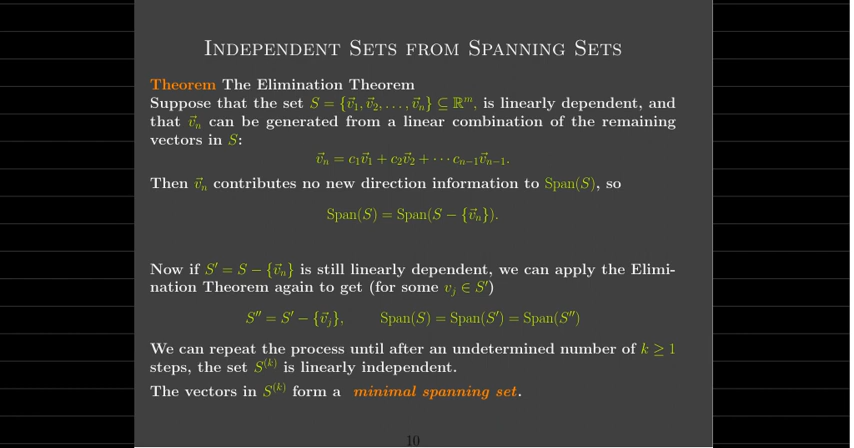 Independent Sets from Spanning Sets
Theorem The Elimination Theorem
Suppose that the set S = {v⃗₁, v⃗₂, . . . , v⃗ₙ} ⊆ ℝᵐ, is linearly dependent, and
that v⃗ₙ can be generated from a linear combination of the remaining
vectors in S:
v⃗ₙ = c₁v⃗₁ + c₂v⃗₂ + · · · cₙ₋₁v⃗ₙ₋₁.
Then v⃗ₙ contributes no new direction information to Span(S), so
Span(S) = Span(S − {v⃗ₙ}).
Now if S′ = S − {v⃗ₙ} is still linearly dependent, we can apply the Elimi-
nation Theorem again to get (for some vⱼ ∈ S′)
S″ = S′ − {v⃗ⱼ}, Span(S) = Span(S′) = Span(S″)
We can repeat the process until after an undetermined number of k ≥ 1
steps, the set S⁽ᵏ⁾ is linearly independent.
The vectors in S⁽ᵏ⁾ form a minimal spanning set.
10